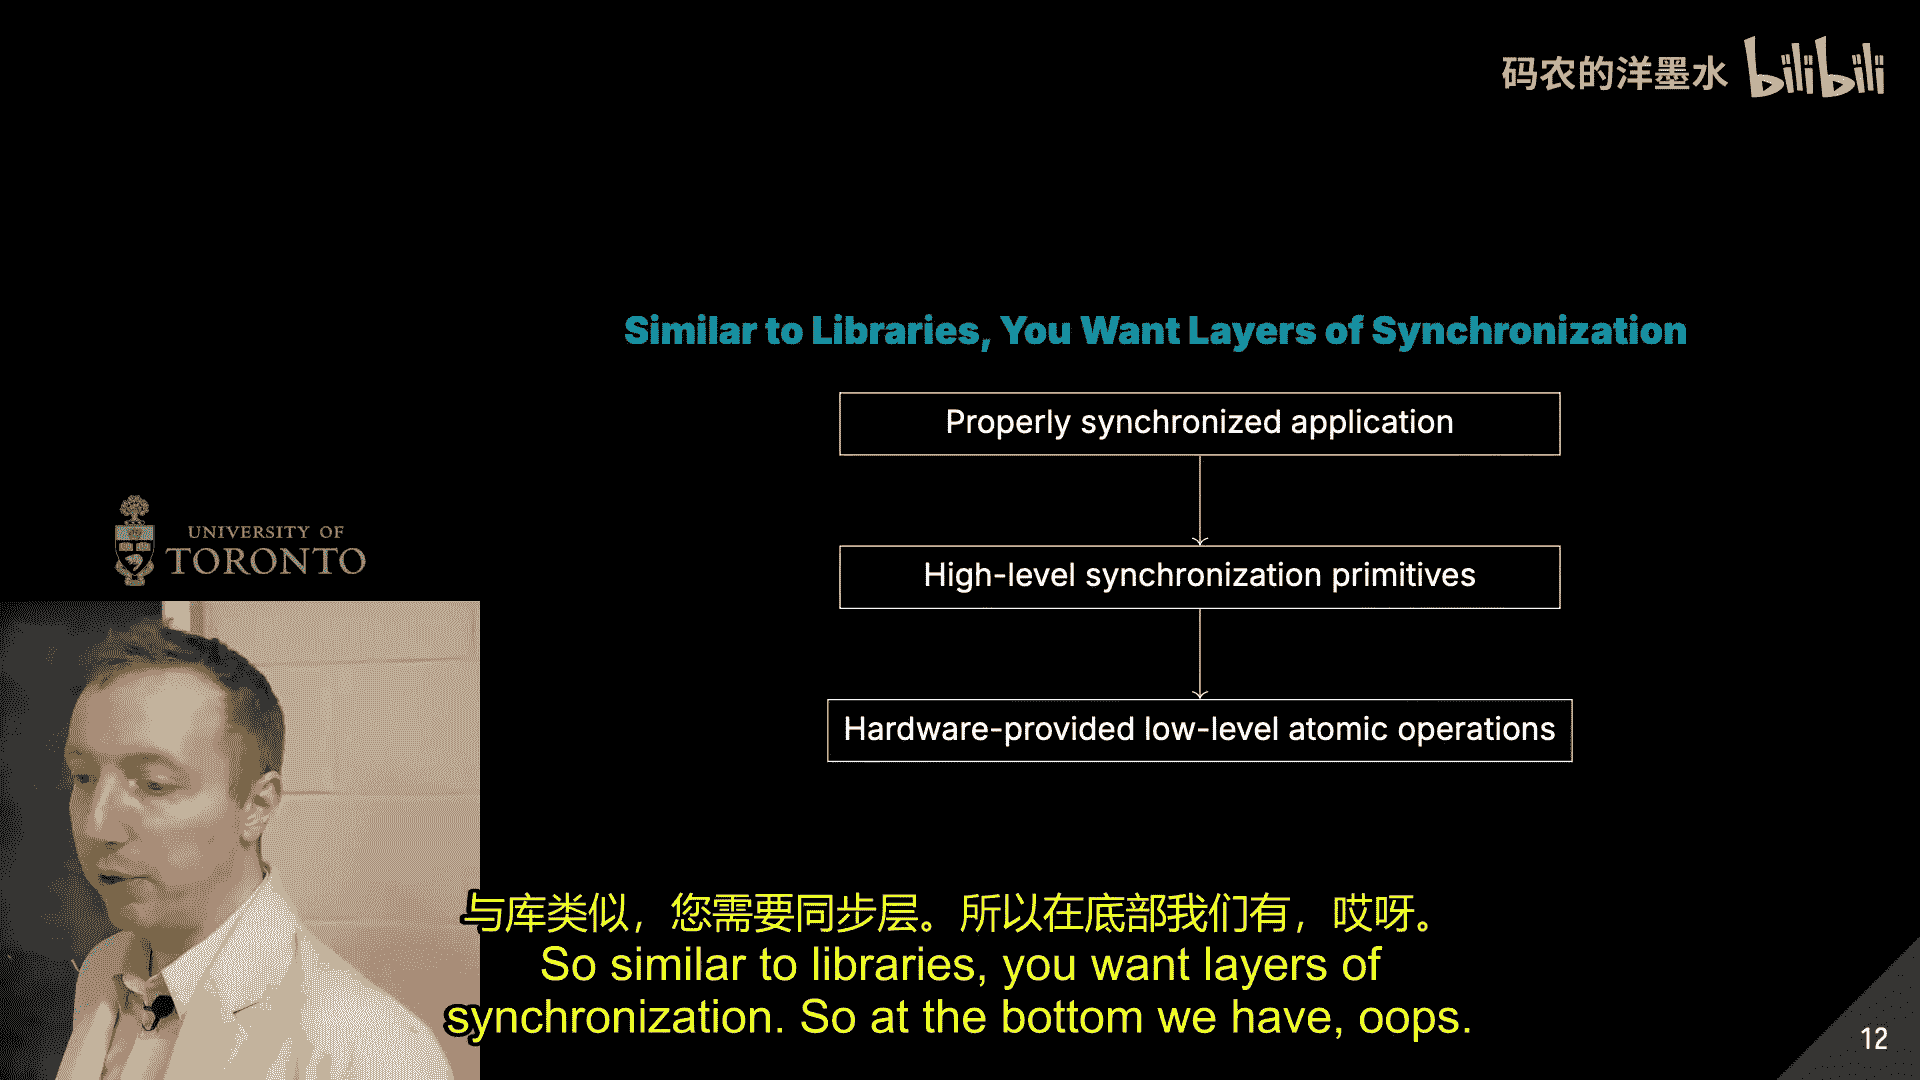 码农的洋墨水 bilibili
Similar to Libraries, You Want Layers of Synchronization
Properly synchronized application
High-level synchronization primitives
Hardware-provided low-level atomic operations
UNIVERSITY OF
TORONTO
与库类似，您需要同步层。所以在底部我们有，哎呀。
So similar to libraries, you want layers of
synchronization. So at the bottom we have, oops.
12